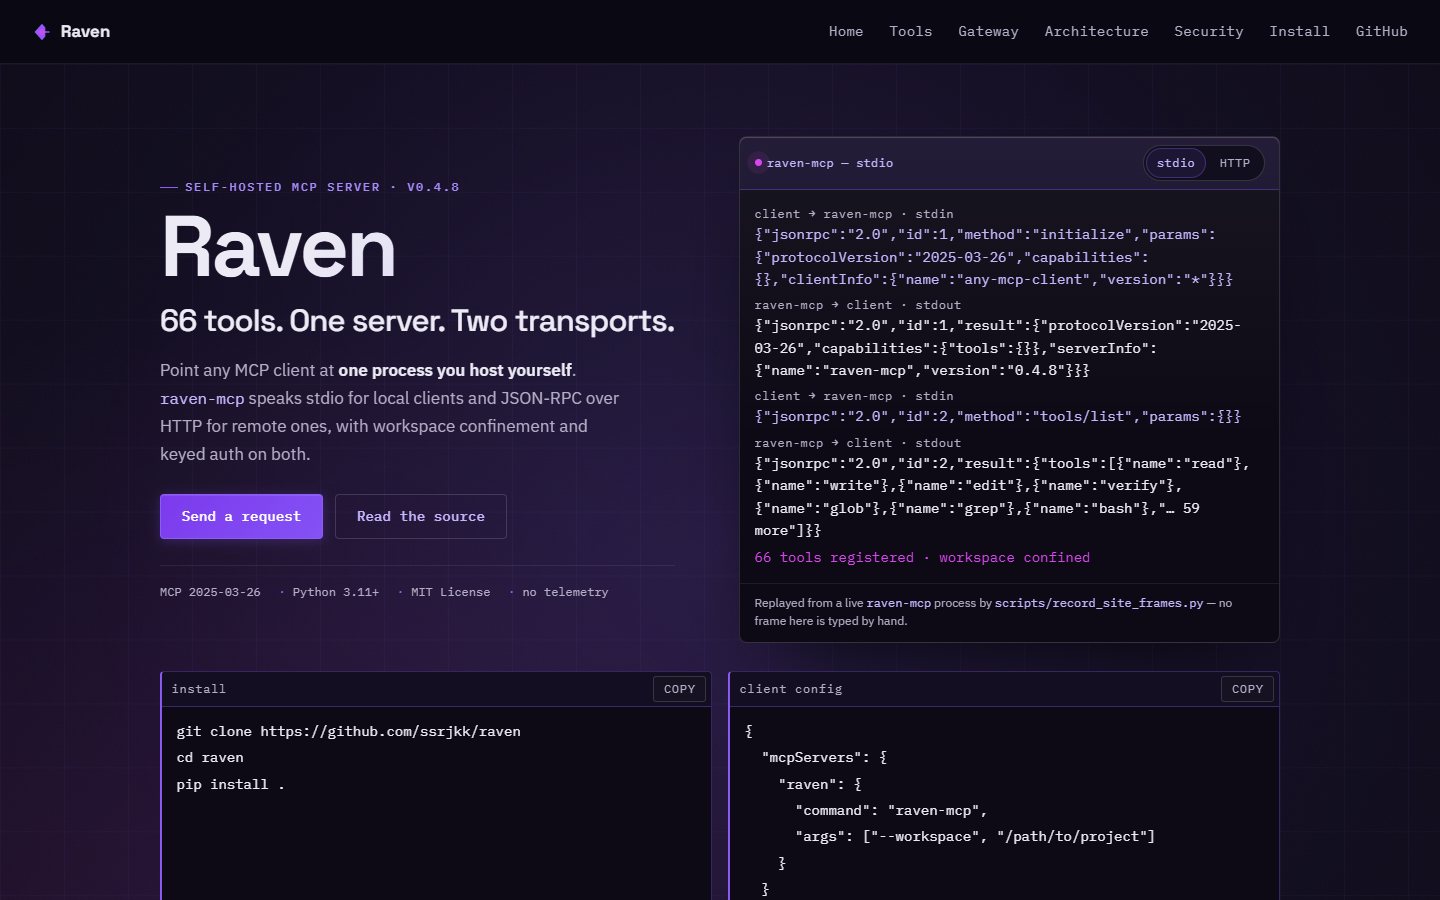 Raven
Home Tools Gateway Architecture Security Install GitHub
SELF-HOSTED MCP SERVER · V0.4.8
Raven
66 tools. One server. Two transports.
Point any MCP client at one process you host yourself.
raven-mcp speaks stdio for local clients and JSON-RPC over
HTTP for remote ones, with workspace confinement and
keyed auth on both.
Send a request
Read the source
MCP 2025-03-26 · Python 3.11+ · MIT License · no telemetry
raven-mcp — stdio
stdio HTTP
client → raven-mcp · stdin
{"jsonrpc":"2.0","id":1,"method":"initialize","params":
{"protocolVersion":"2025-03-26","capabilities":
{},"clientInfo":{"name":"any-mcp-client","version":"*"}}}
raven-mcp → client · stdout
{"jsonrpc":"2.0","id":1,"result":{"protocolVersion":"2025-
03-26","capabilities":{"tools":{}},"serverInfo":
{"name":"raven-mcp","version":"0.4.8"}}}
client → raven-mcp · stdin
{"jsonrpc":"2.0","id":2,"method":"tools/list","params":{}}
raven-mcp → client · stdout
{"jsonrpc":"2.0","id":2,"result":{"tools":[{"name":"read"},
{"name":"write"},{"name":"edit"},{"name":"verify"},
{"name":"glob"},{"name":"grep"},{"name":"bash"},"… 59
more"]}}
66 tools registered · workspace confined
Replayed from a live raven-mcp process by scripts/record_site_frames.py — no
frame here is typed by hand.
install
COPY
git clone https://github.com/ssrjkk/raven
cd raven
pip install .
client config
COPY
{
  "mcpServers": {
    "raven": {
      "command": "raven-mcp",
      "args": ["--workspace", "/path/to/project"]
    }
  }